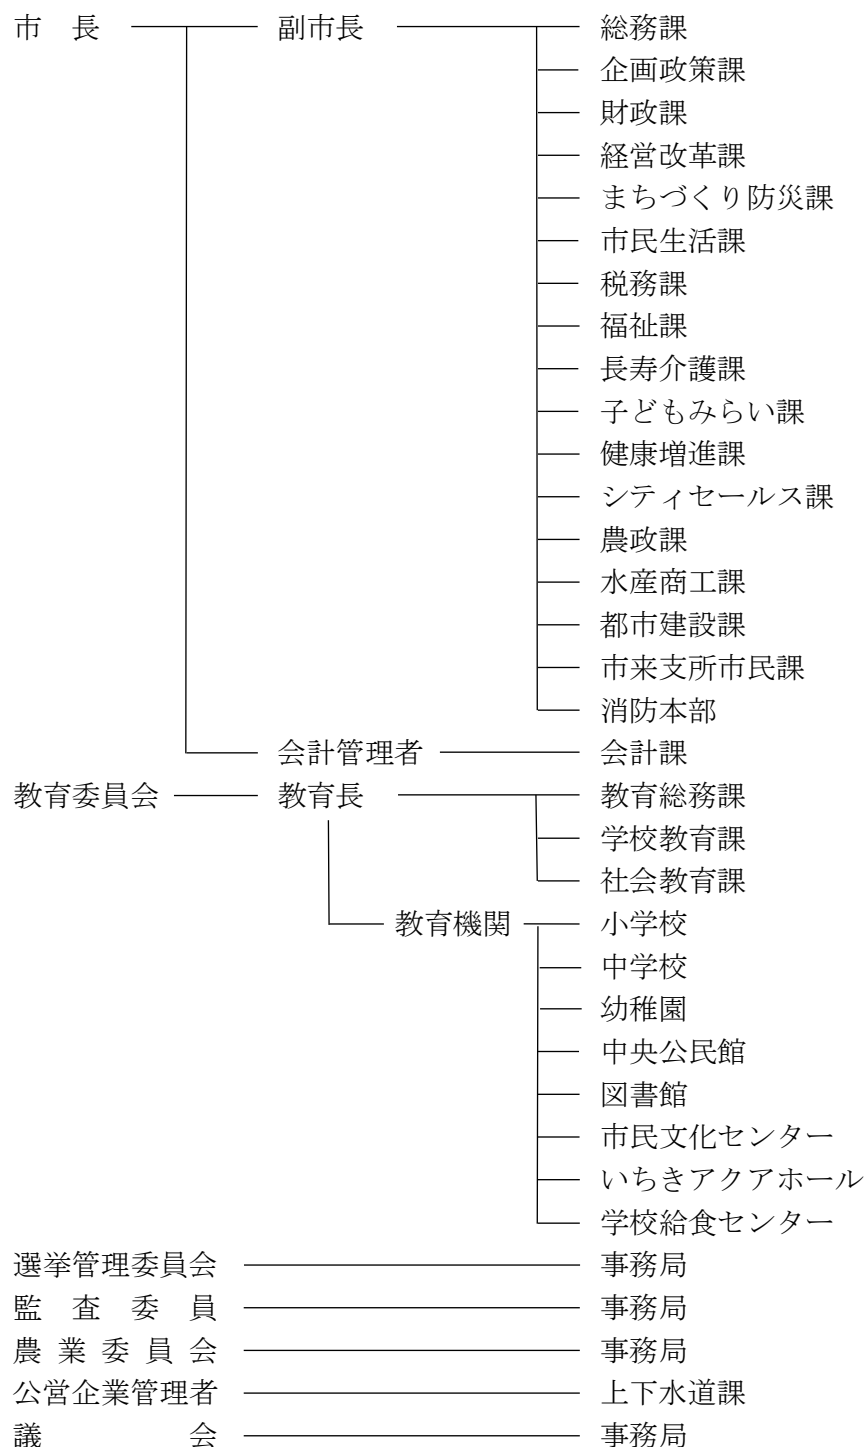 市　長　副市長　総務課
企画政策課
財政課
経営改革課
まちづくり防災課
市民生活課
税務課
福祉課
長寿介護課
子どもみらい課
健康増進課
シティセールス課
農政課
水産商工課
都市建設課
市来支所市民課
消防本部
会計管理者　会計課
教育委員会　教育長　教育総務課
学校教育課
社会教育課
教育機関　小学校
中学校
幼稚園
中央公民館
図書館
市民文化センター
いちきアクアホール
学校給食センター
選挙管理委員会　事務局
監　査　委　員　事務局
農 業 委 員 会　事務局
公営企業管理者　上下水道課
議　　　　　会　事務局